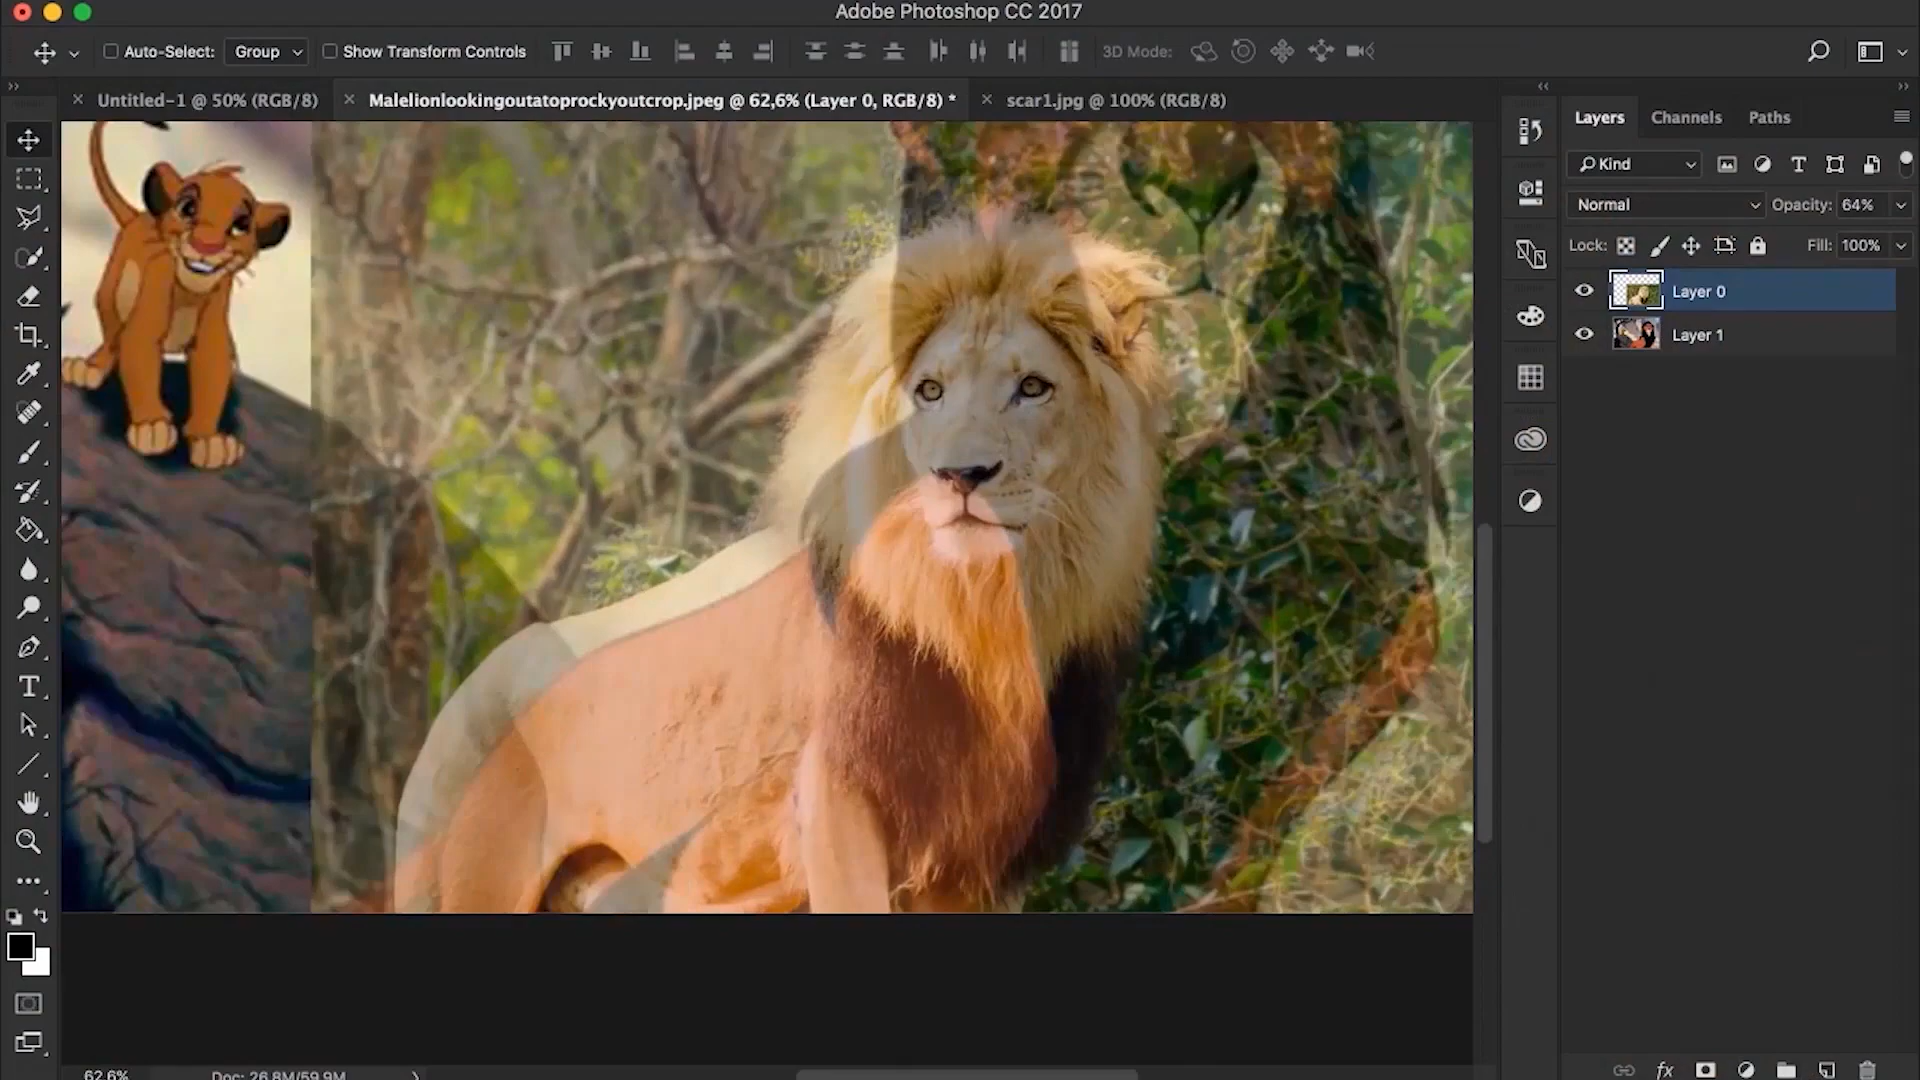 Adobe Photoshop CC 2017
Auto-Select: Group Show Transform Controls 3D Mode:
Untitled-1 @ 50% (RGB/8) Malelionlookingoutatoprockyoutcrop.jpeg @ 62,6% (Layer 0, RGB/8) * scar1.jpg @ 100% (RGB/8)
Layers Channels Paths
Kind
Normal Opacity: 64%
Lock: Fill: 100%
Layer 0
Layer 1
62,6% Doc: 26,8M/59,9M